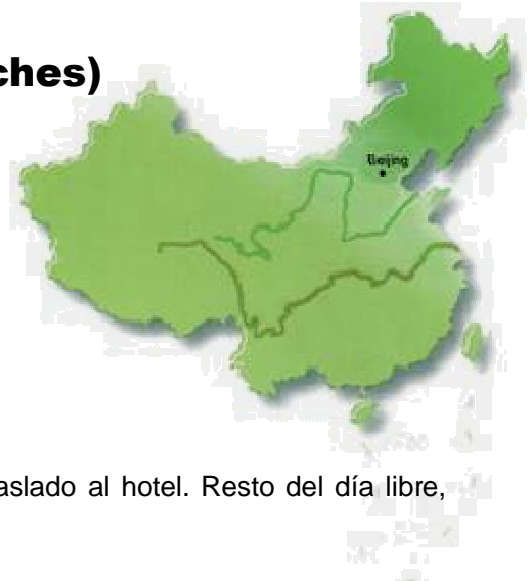 ches)
Beijing
aslado al hotel. Resto del día libre,